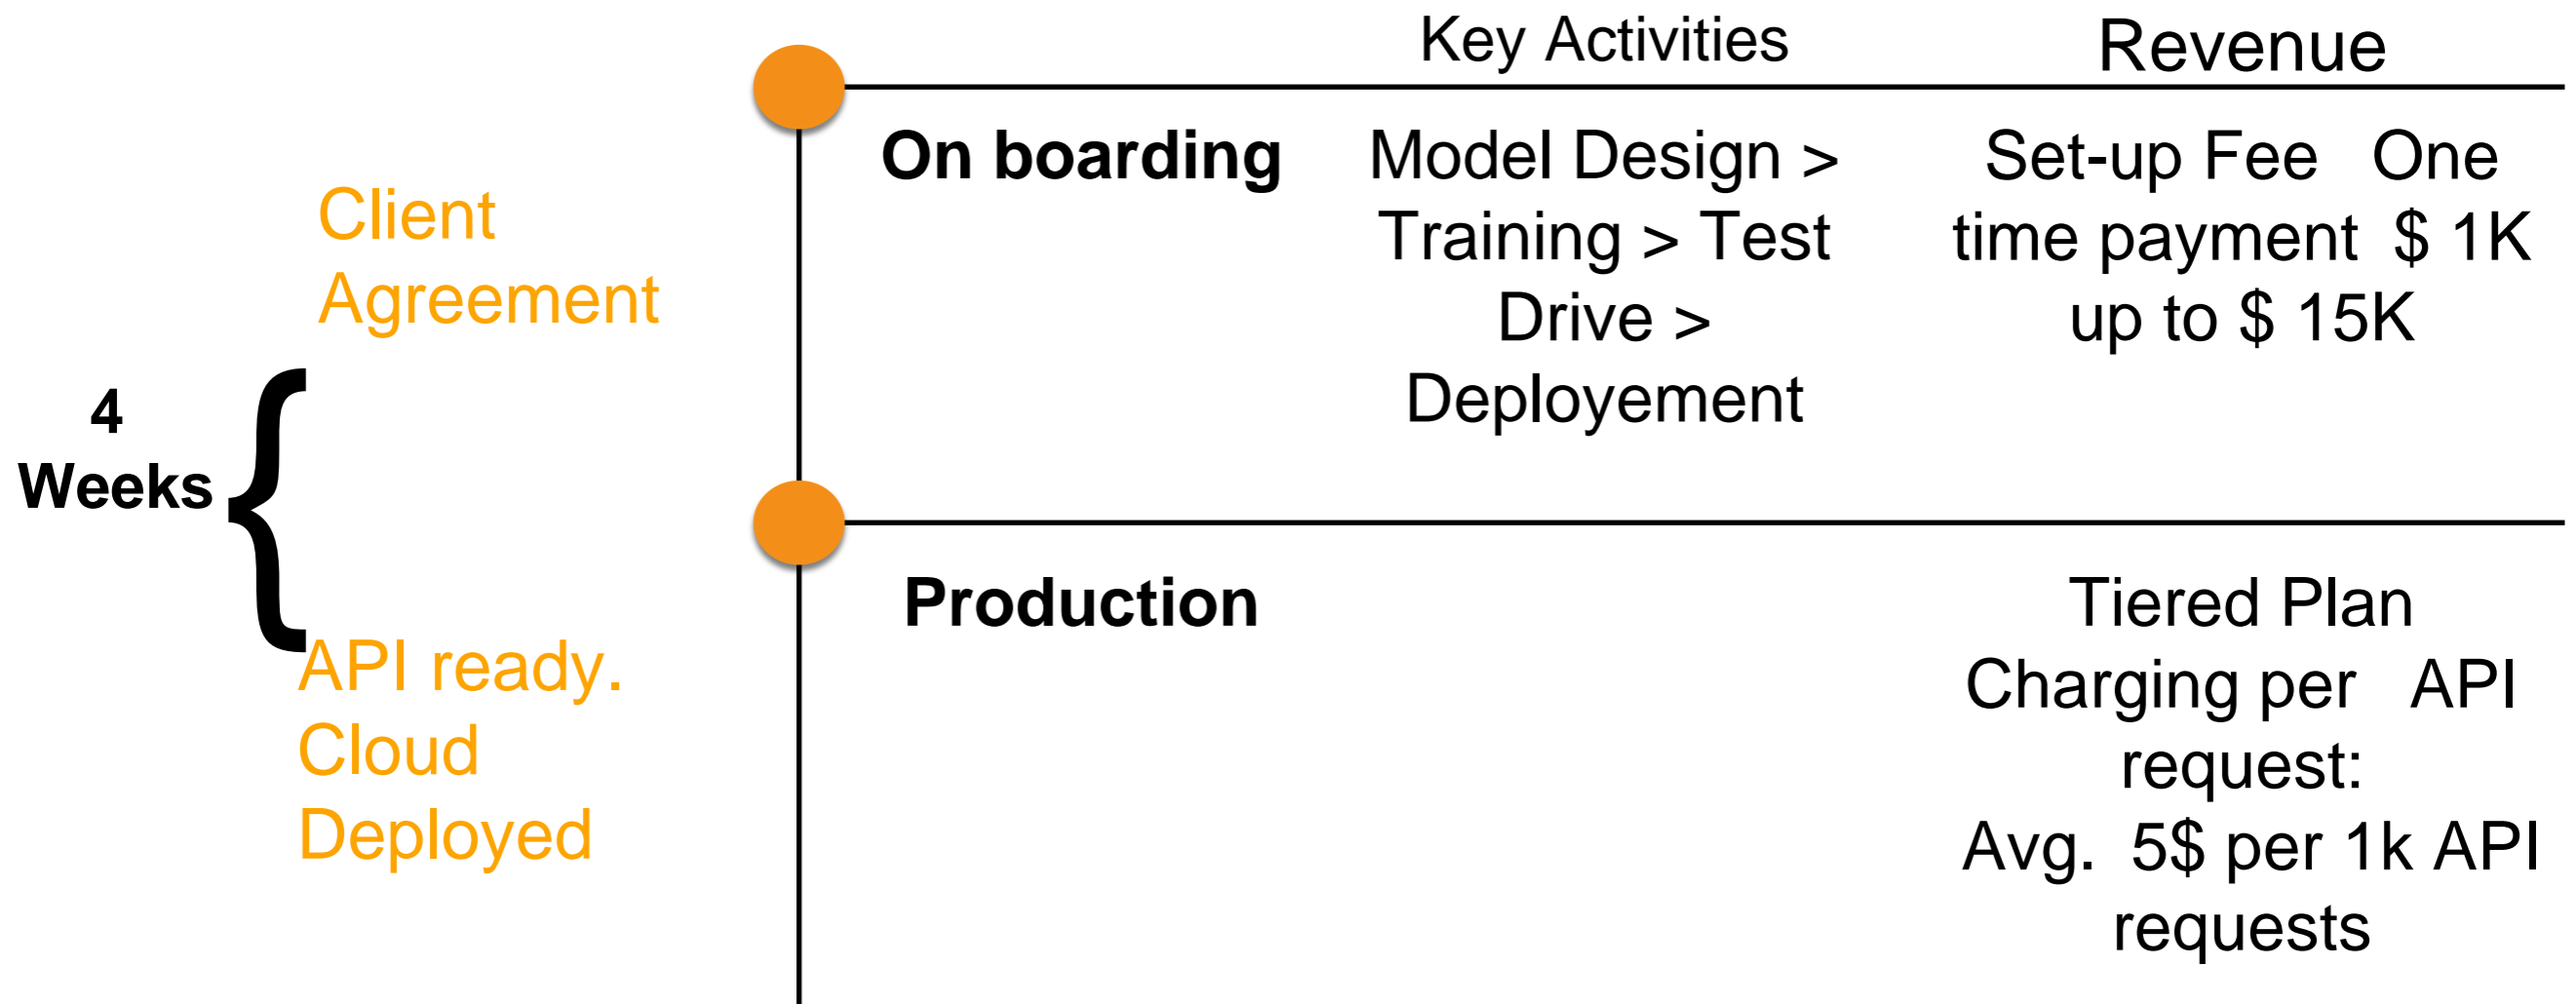 Key Activities
Revenue
Client
Agreement
4
Weeks
{
API ready.
Cloud
Deployed
On boarding
Model Design >
Training > Test
Drive >
Deployement
Set-up Fee One
time payment $ 1K
up to $ 15K
Production
Tiered Plan
Charging per API
request:
Avg. 5$ per 1k API
requests